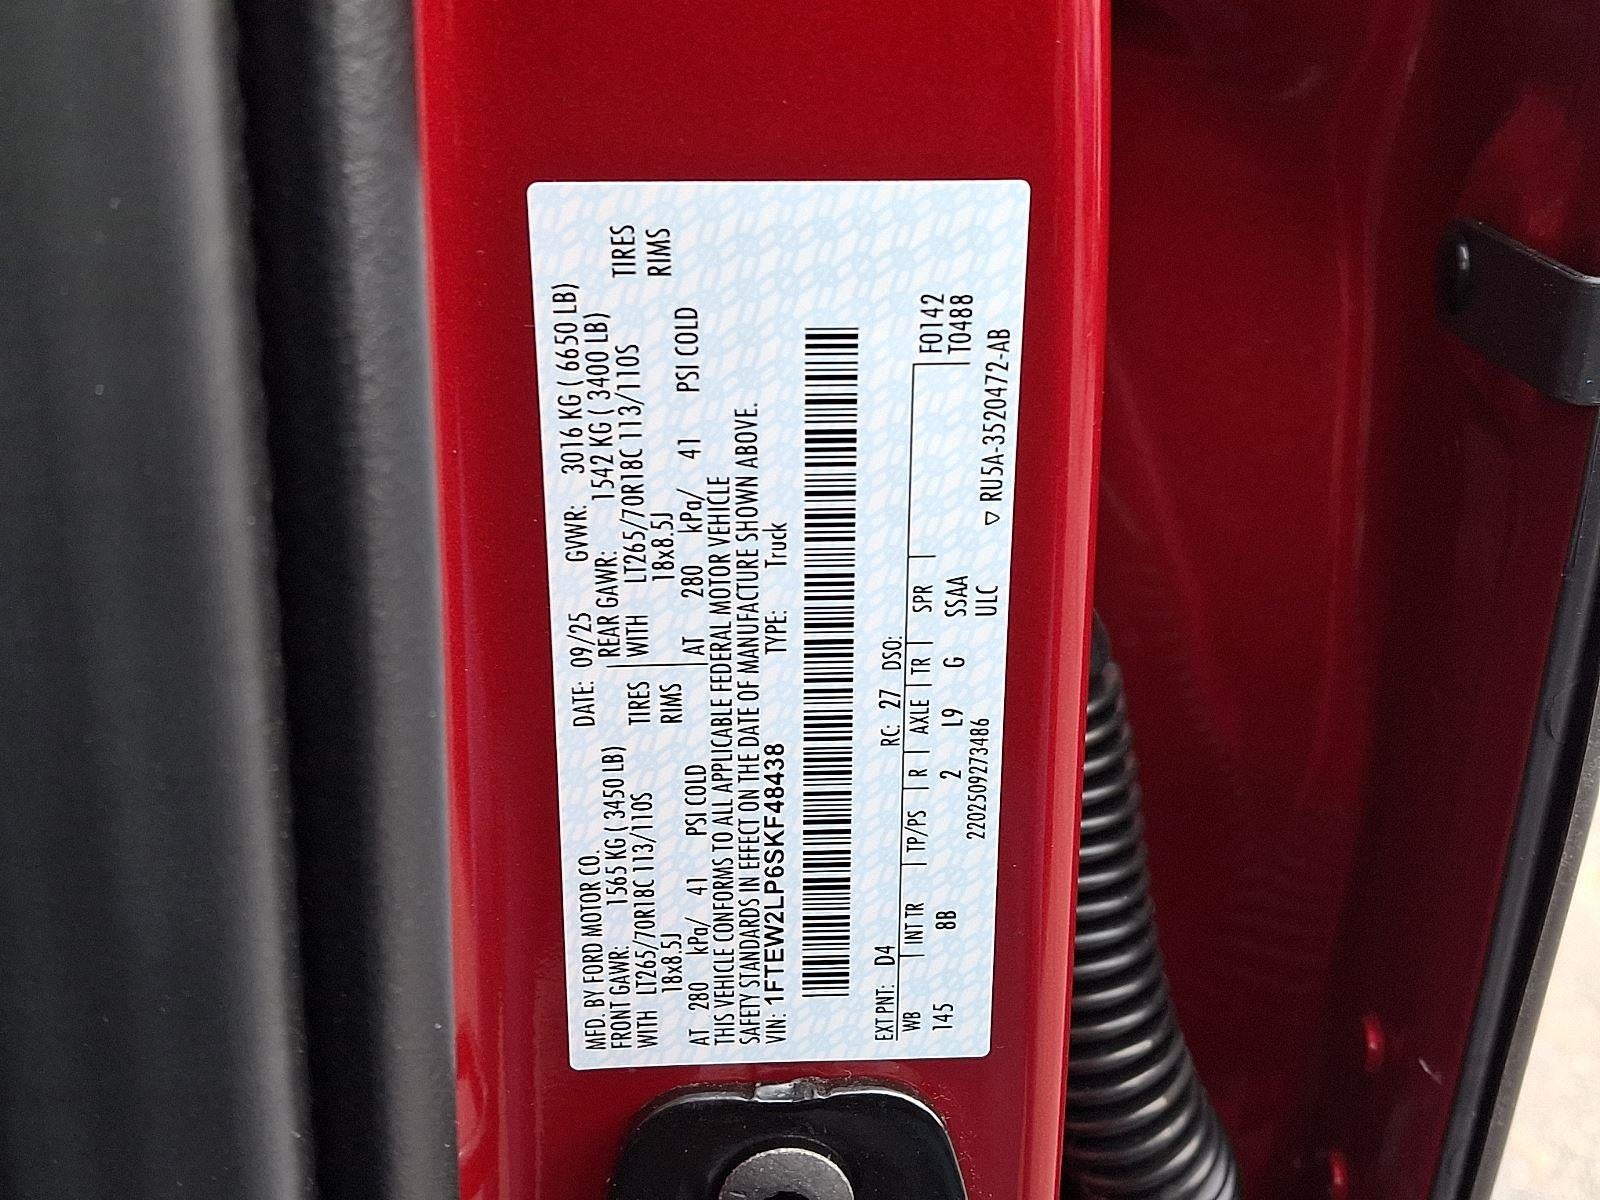 MFD. BY FORD MOTOR CO. DATE: 09/25 GVWR: 3016 KG ( 6650 LB)
FRONT GAWR: 1565 KG ( 3450 LB) REAR GAWR: 1542 KG ( 3400 LB)
WITH LT265/70R18C 113/110S TIRES WITH LT265/70R18C 113/110S TIRES
18x8.5J RIMS 18x8.5J RIMS
AT 280 kPa/ 41 PSI COLD AT 280 kPa/ 41 PSI COLD
THIS VEHICLE CONFORMS TO ALL APPLICABLE FEDERAL MOTOR VEHICLE
SAFETY STANDARDS IN EFFECT ON THE DATE OF MANUFACTURE SHOWN ABOVE.
VIN: 1FTEW2LP6SKF48438 TYPE: Truck
EXT PNT: D4 RC: 27 DSO:
WB | INT TR | TP/PS | R | AXLE | TR | SPR F0142
145 8B 2 L9 G SSAA T0488
2202509273486 ULC
▽ RU5A-3520472-AB